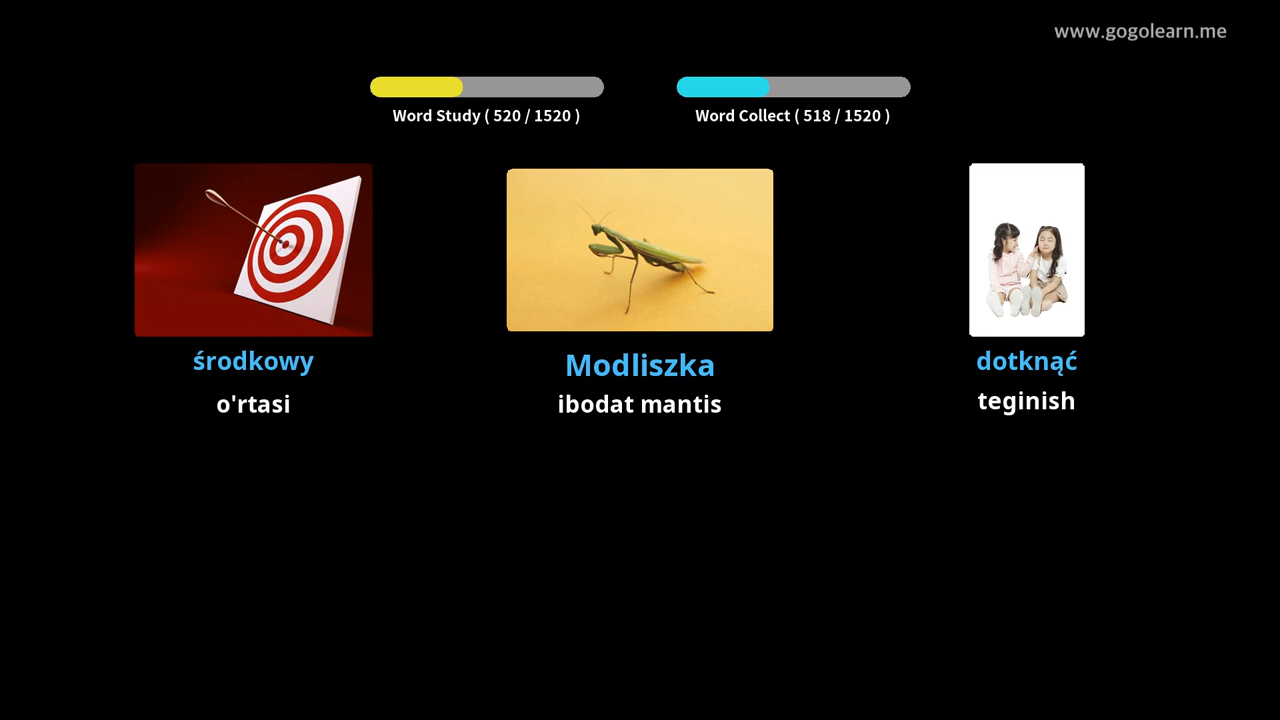 www.gogolearn.me
Word Study ( 520 / 1520 )
Word Collect ( 518 / 1520 )
środkowy
o'rtasi
Modliszka
ibodat mantis
dotknąć
teginish